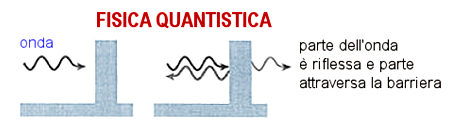 FISICA QUANTISTICA
onda
parte dell'onda
è riflessa e parte
attraversa la barriera